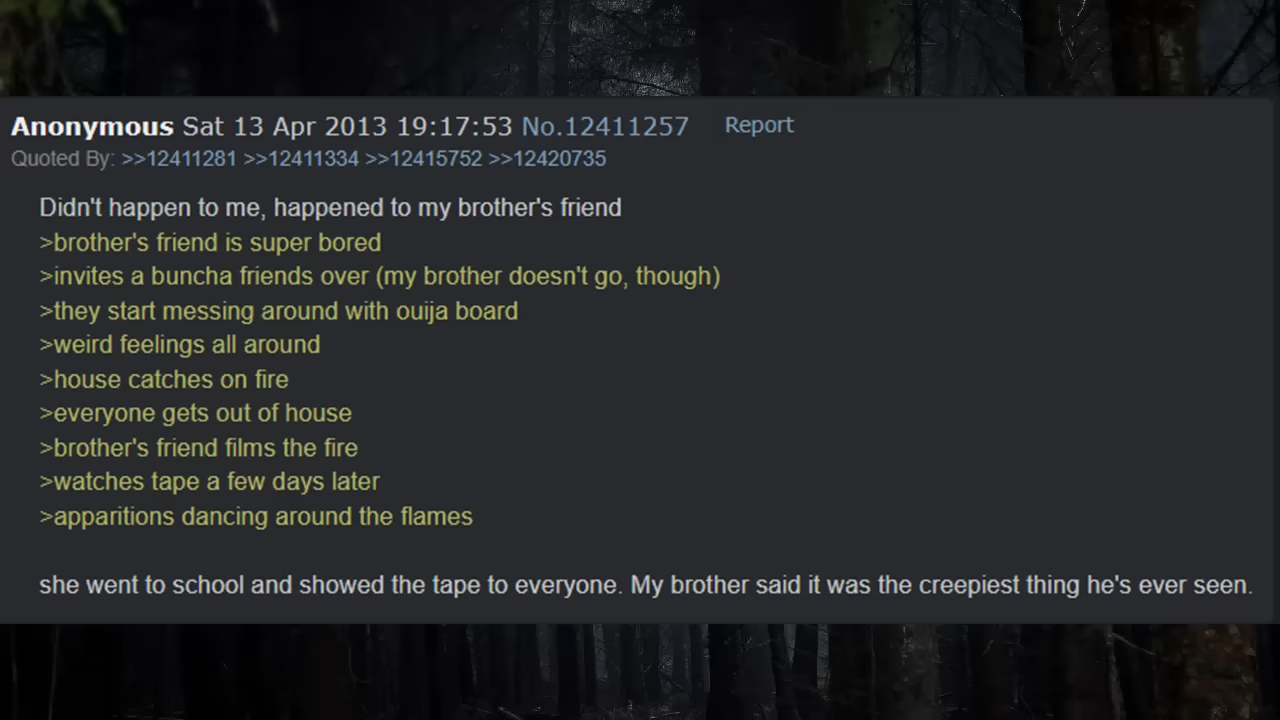 Anonymous Sat 13 Apr 2013 19:17:53 No.12411257 Report
Quoted By: >>12411281 >>12411334 >>12415752 >>12420735
Didn't happen to me, happened to my brother's friend
>brother's friend is super bored
>invites a buncha friends over (my brother doesn't go, though)
>they start messing around with ouija board
>weird feelings all around
>house catches on fire
>everyone gets out of house
>brother's friend films the fire
>watches tape a few days later
>apparitions dancing around the flames
she went to school and showed the tape to everyone. My brother said it was the creepiest thing he's ever seen.